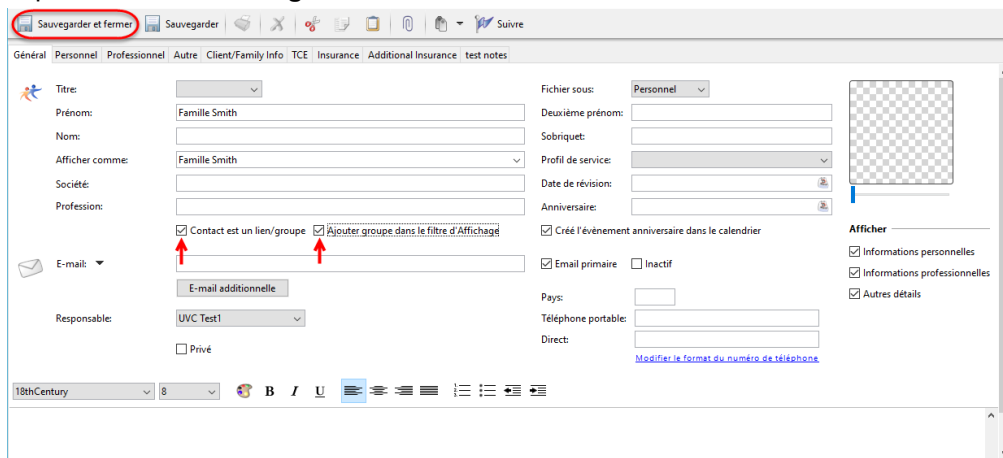 Sauvegarder et fermer Sauvegarder Suivre
Général Personnel Professionnel Autre Client/Family Info TCE Insurance Additional Insurance test notes
Titre: Fichier sous: Personnel
Prénom: Famille Smith Deuxième prénom:
Nom: Sobriquet:
Afficher comme: Famille Smith Profil de service:
Société: Date de révision:
Profession: Anniversaire:
Contact est un lien/groupe Ajouter groupe dans le filtre d'Affichage Créé l'évènement anniversaire dans le calendrier Afficher
Informations personnelles
E-mail: Email primaire Inactif
Informations professionnelles
E-mail additionnelle Pays: Autres détails
Responsable: UVC Test1 Téléphone portable:
Direct:
Privé
Modifier le format du numéro de téléphone
18thCentury 8 B I U